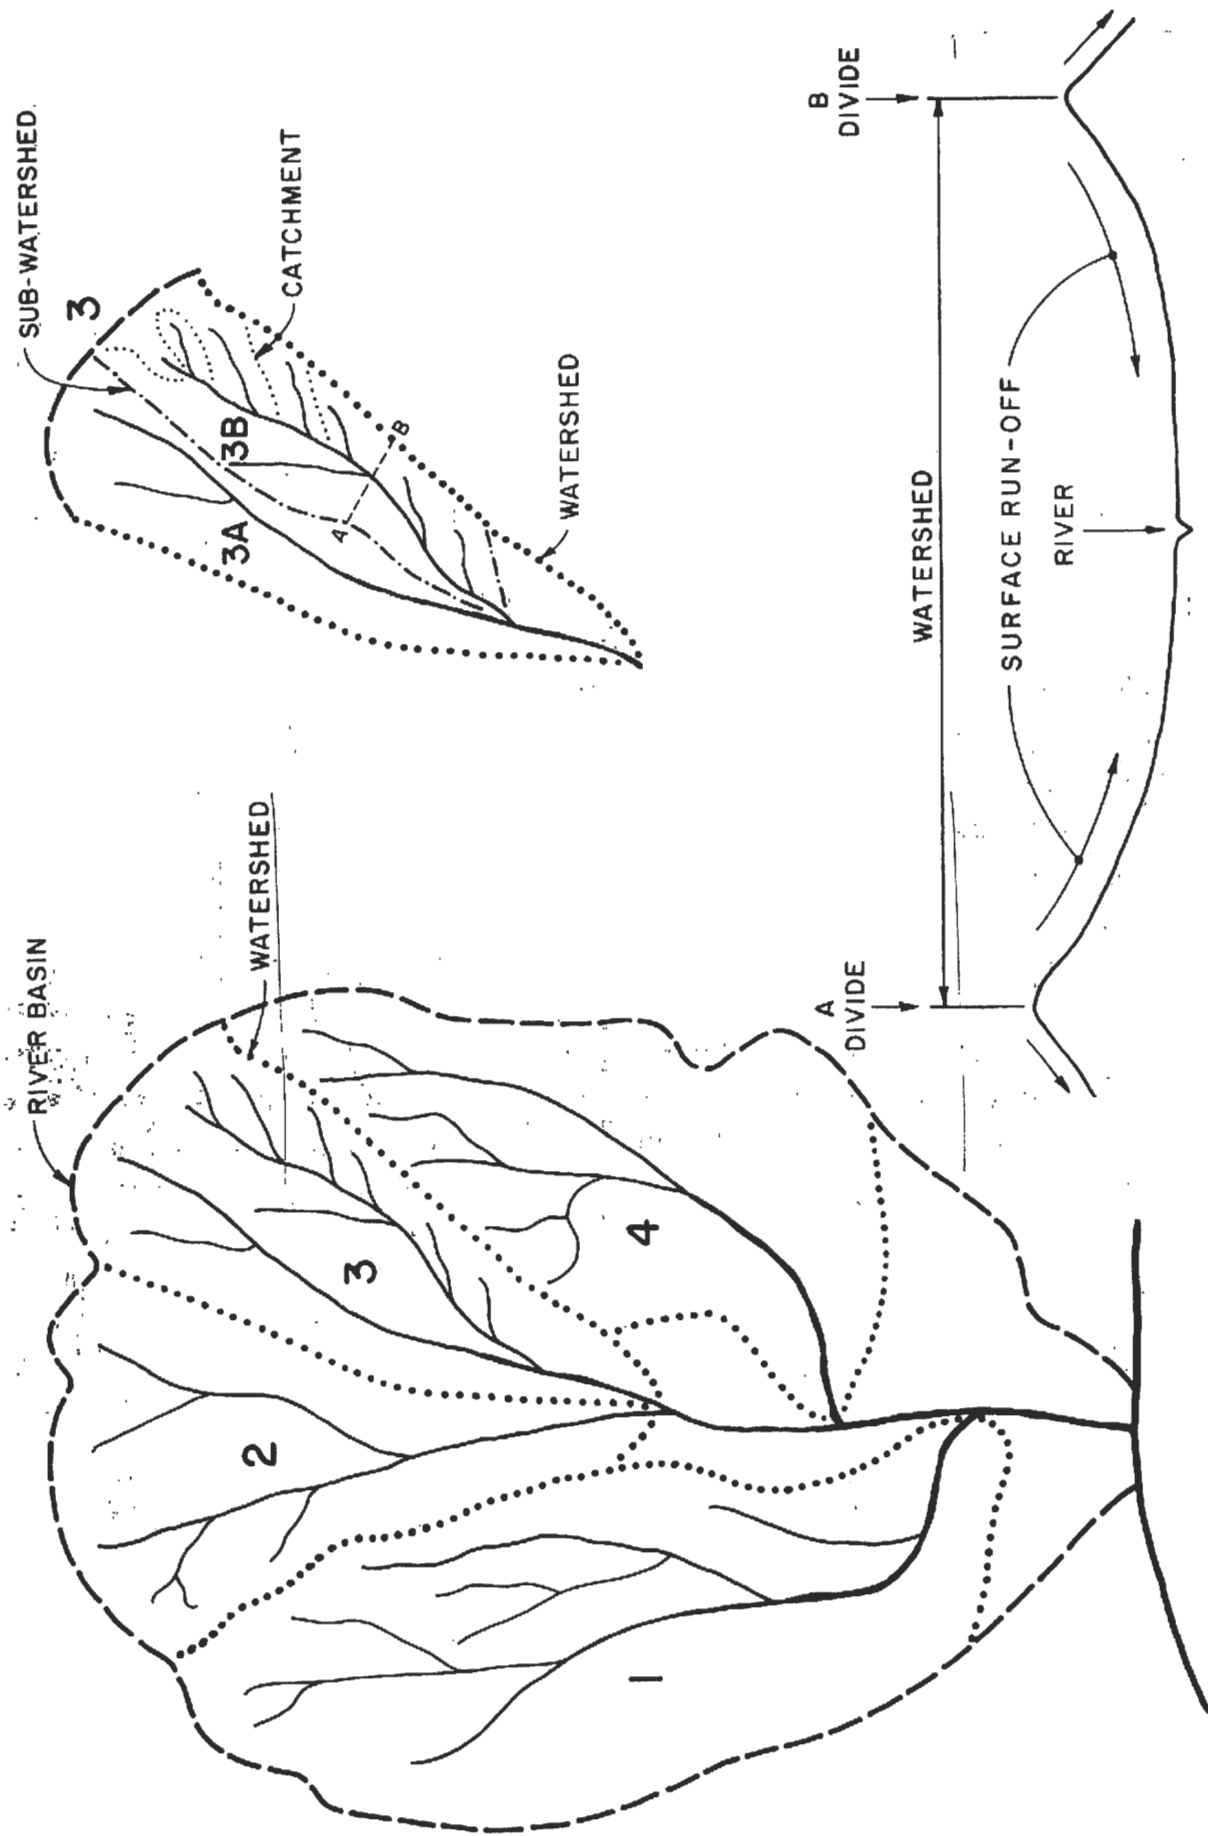 RIVER BASIN
WATERSHED
1
2
3
4
SUB-WATERSHED
3
CATCHMENT
3A
3B
A
B
WATERSHED
A
DIVIDE
B
DIVIDE
WATERSHED
SURFACE RUN-OFF
RIVER